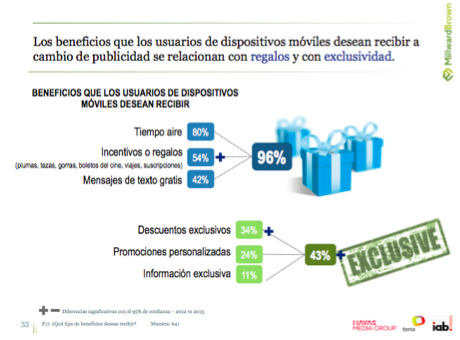 MillwardBrown
Los beneficios que los usuarios de dispositivos móviles desean recibir a
cambio de publicidad se relacionan con regalos y con exclusividad.
BENEFICIOS QUE LOS USUARIOS DE DISPOSITIVOS
MÓVILES DESEAN RECIBIR
Tiempo aire 80%
Incentivos o regalos 54% +
(plumas, tazas, gorras, boletos del cine, viajes, suscripciones)
96%
Mensajes de texto gratis 42%
Descuentos exclusivos 34% +
Promociones personalizadas 24%
43% +
EXCLUSIVE
Información exclusiva 11%
+ − Diferencias significativas con el 95% de confianza - 2012 vs 2013
33 P17. ¿Qué tipo de beneficios deseas recibir? Muestra: 641
HAVAS
MEDIA GROUP
terra
iab.